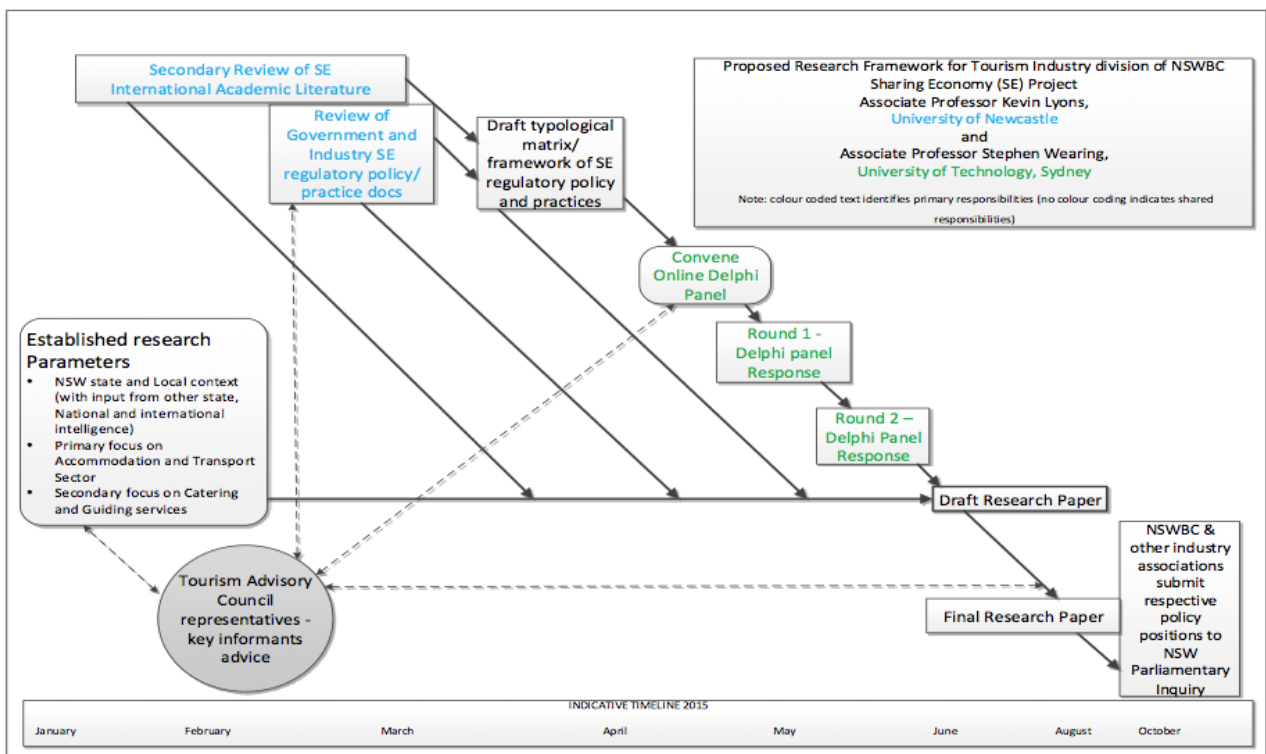 Secondary Review of SE
International Academic Literature
Review of
Government and
Industry SE
regulatory policy/
practice docs
Draft typological
matrix/
framework of SE
regulatory policy
and practices
Proposed Research Framework for Tourism Industry division of NSWBC
Sharing Economy (SE) Project
Associate Professor Kevin Lyons,
University of Newcastle
and
Associate Professor Stephen Wearing,
University of Technology, Sydney
Note: colour coded text identifies primary responsibilities (no colour coding indicates shared
responsibilities)
Convene
Online Delphi
Panel
Round 1 -
Delphi panel
Response
Round 2 –
Delphi Panel
Response
Established research
Parameters
• NSW state and Local context
(with input from other state,
National and international
intelligence)
• Primary focus on
Accommodation and Transport
Sector
• Secondary focus on Catering
and Guiding services
Draft Research Paper
Tourism Advisory
Council
representatives -
key informants
advice
Final Research Paper
NSWBC &
other industry
associations
submit
respective
policy
positions to
NSW
Parliamentary
Inquiry
INDICATIVE TIMELINE 2015
January February March April May June August October